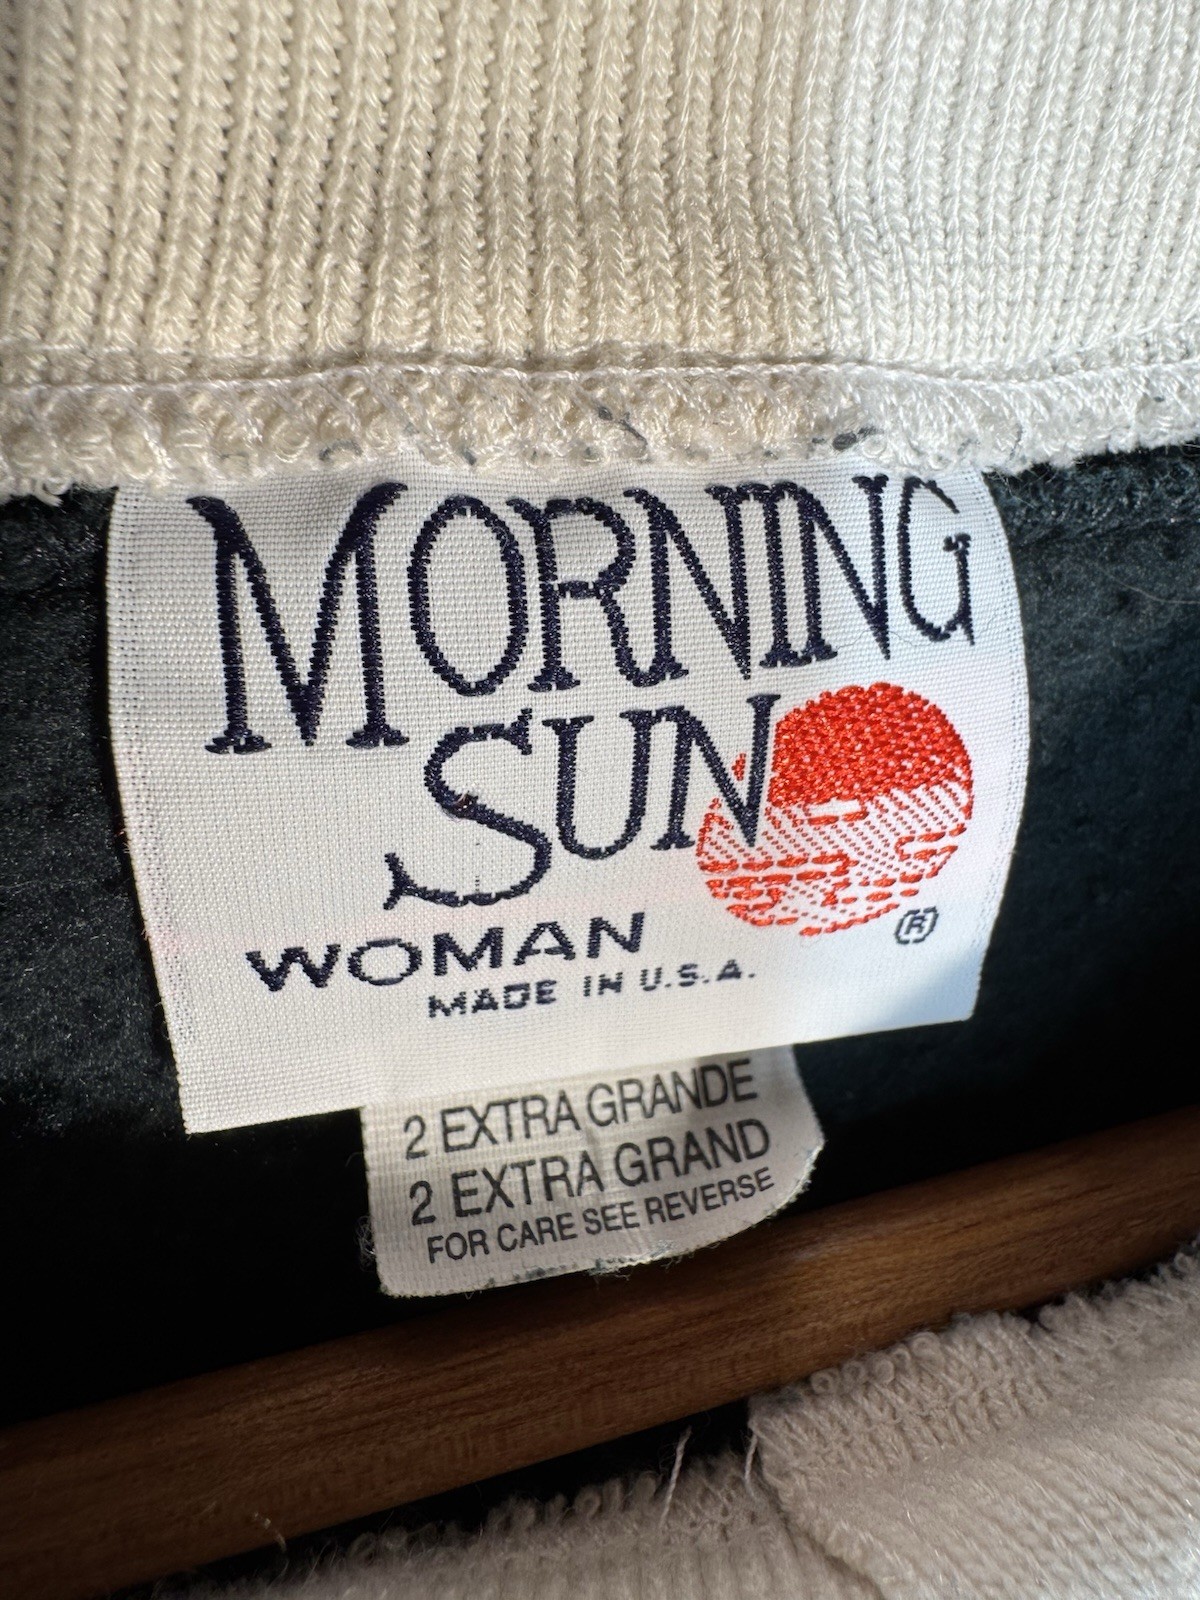 MORNING
SUN
®
WOMAN
MADE IN U.S.A.
2 EXTRA GRANDE
2 EXTRA GRAND
FOR CARE SEE REVERSE